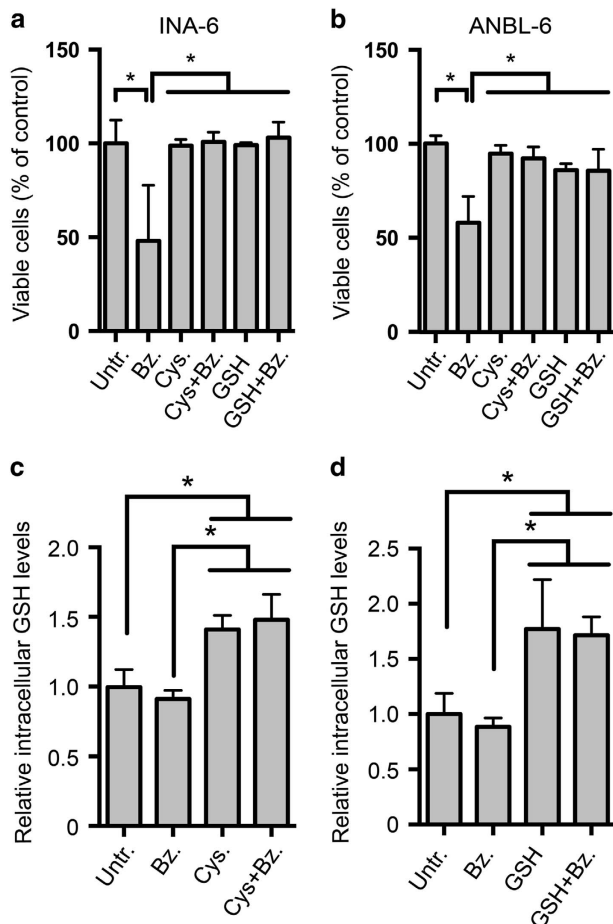 a
INA-6
Viable cells (% of control)
150
100
50
0
*
*
Untr.
Bz.
Cys.
Cys+Bz.
GSH
GSH+Bz.
b
ANBL-6
Viable cells (% of control)
150
100
50
0
*
*
Untr.
Bz.
Cys.
Cys+Bz.
GSH
GSH+Bz.
c
Relative intracellular GSH levels
2.0
1.5
1.0
0.5
0
*
*
Untr.
Bz.
Cys.
Cys+Bz.
d
Relative intracellular GSH levels
2.5
2.0
1.5
1.0
0.5
0
*
*
Untr.
Bz.
GSH
GSH+Bz.